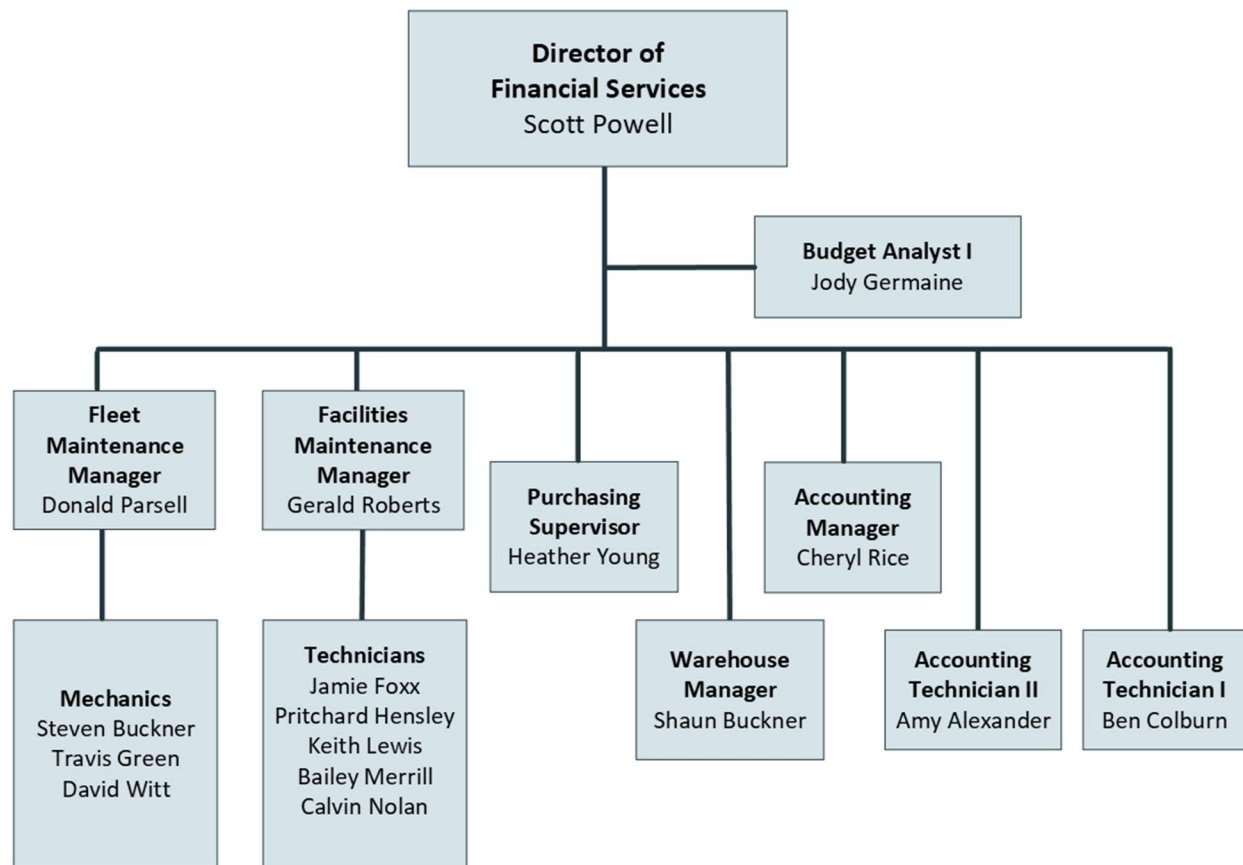 Director of
Financial Services
Scott Powell
Budget Analyst I
Jody Germaine
Fleet
Maintenance
Manager
Donald Parsell
Facilities
Maintenance
Manager
Gerald Roberts
Purchasing
Supervisor
Heather Young
Accounting
Manager
Cheryl Rice
Mechanics
Steven Buckner
Travis Green
David Witt
Technicians
Jamie Foxx
Pritchard Hensley
Keith Lewis
Bailey Merrill
Calvin Nolan
Warehouse
Manager
Shaun Buckner
Accounting
Technician II
Amy Alexander
Accounting
Technician I
Ben Colburn